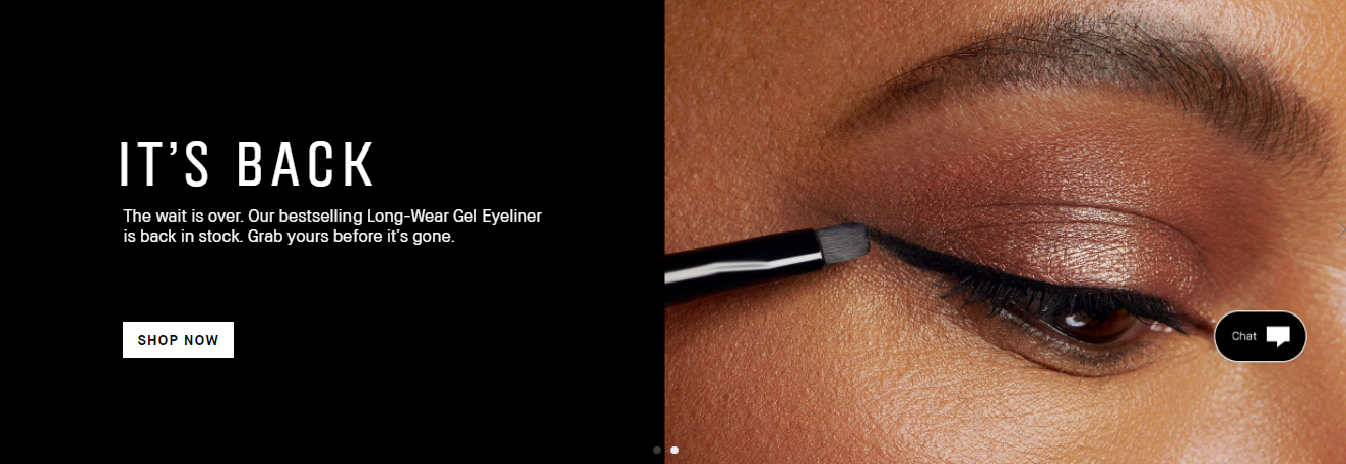 IT'S BACK
The wait is over. Our bestselling Long-Wear Gel Eyeliner
is back in stock. Grab yours before it's gone.
SHOP NOW
Chat